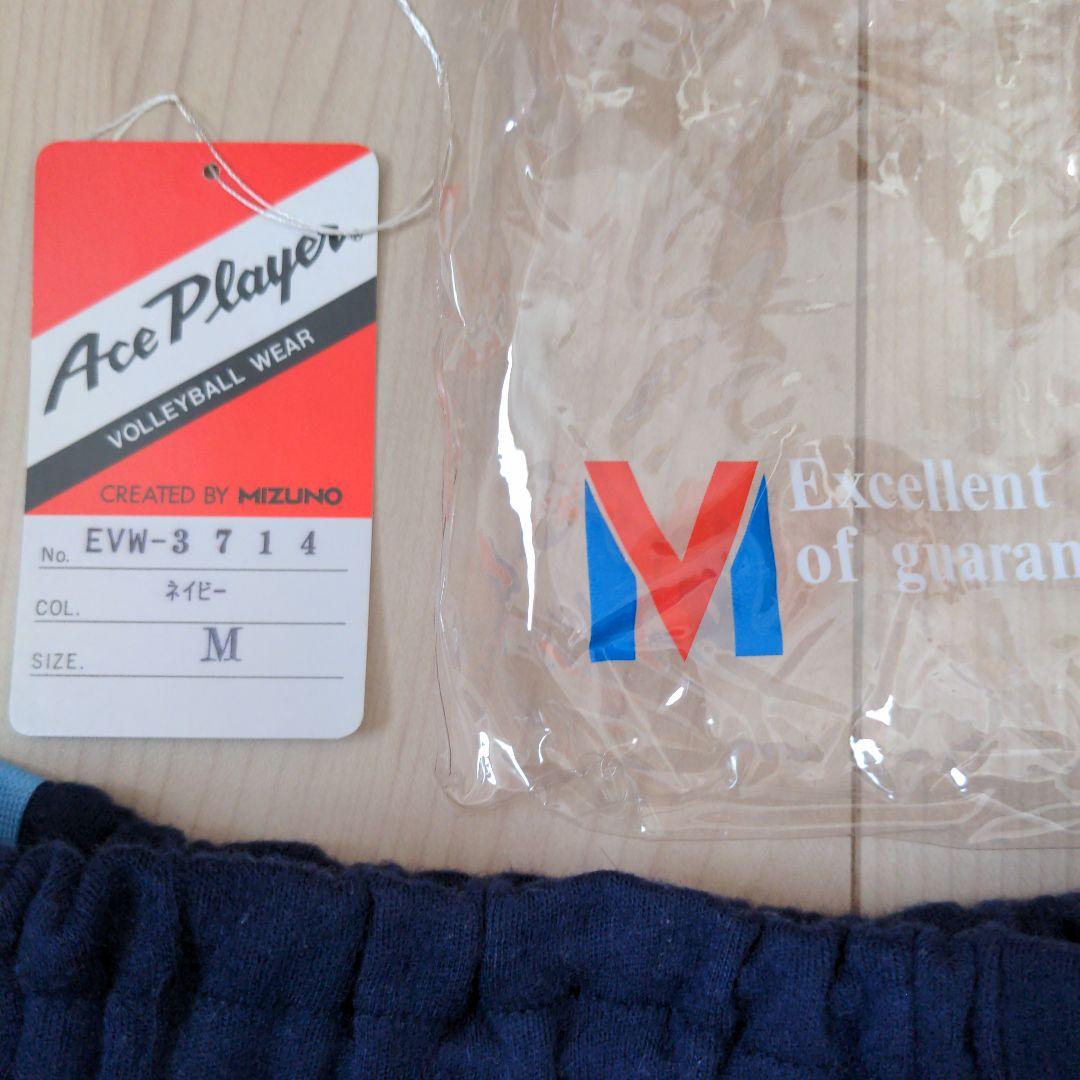 Ace Player®
VOLLEYBALL WEAR
CREATED BY MIZUNO
No. EVW-3 7 1 4
COL. ネイビー
SIZE. M
M
Excellent
of guaran